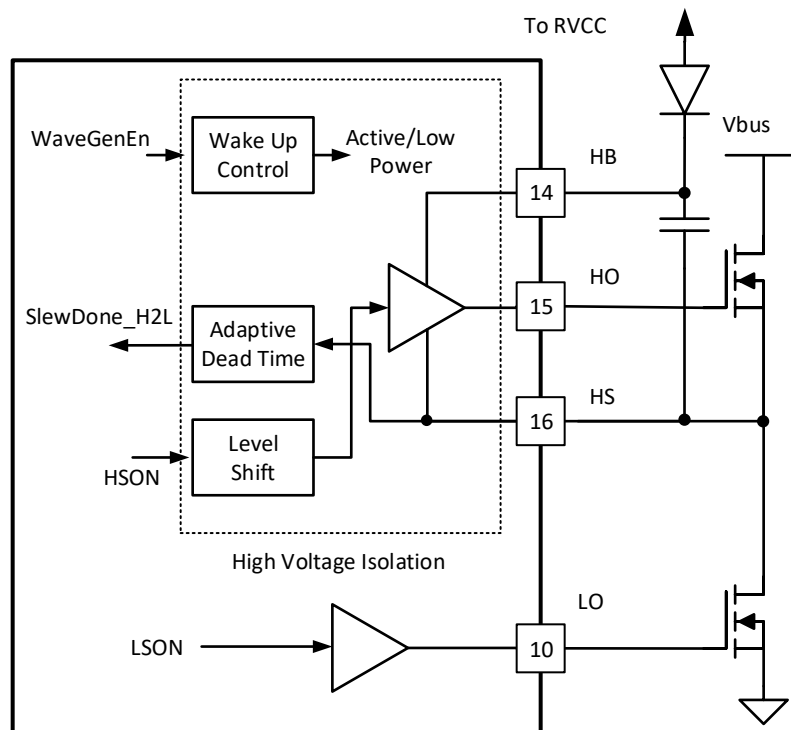 To RVCC
Vbus
WaveGenEn
Wake Up
Control
Active/Low
Power
HB
14
HO
15
SlewDone_H2L
Adaptive
Dead Time
HS
16
HSON
Level
Shift
High Voltage Isolation
LO
LSON
10